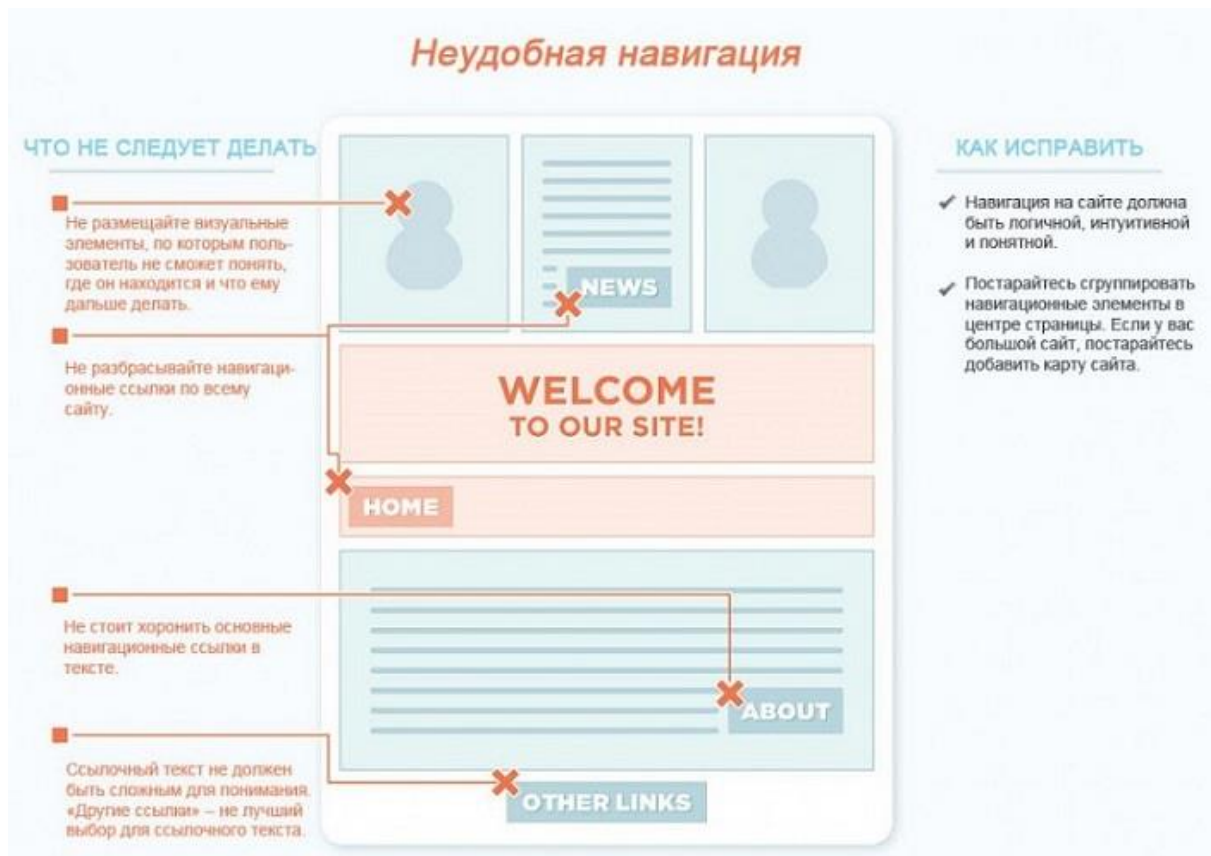 Неудобная навигация
ЧТО НЕ СЛЕДУЕТ ДЕЛАТЬ
Не размещайте визуальные
элементы, по которым поль-
зователь не сможет понять,
где он находится и что ему
дальше делать.
Не разбрасывайте навигаци-
онные ссылки по всему
сайту.
Не стоит хоронить основные
навигационные ссылки в
тексте.
Ссылочный текст не должен
быть сложным для понимания.
«Другие ссылки» – не лучший
выбор для ссылочного текста.
NEWS
WELCOME
TO OUR SITE!
HOME
ABOUT
OTHER LINKS
КАК ИСПРАВИТЬ
Навигация на сайте должна
быть логичной, интуитивной
и понятной.
Постарайтесь сгруппировать
навигационные элементы в
центре страницы. Если у вас
большой сайт, постарайтесь
добавить карту сайта.